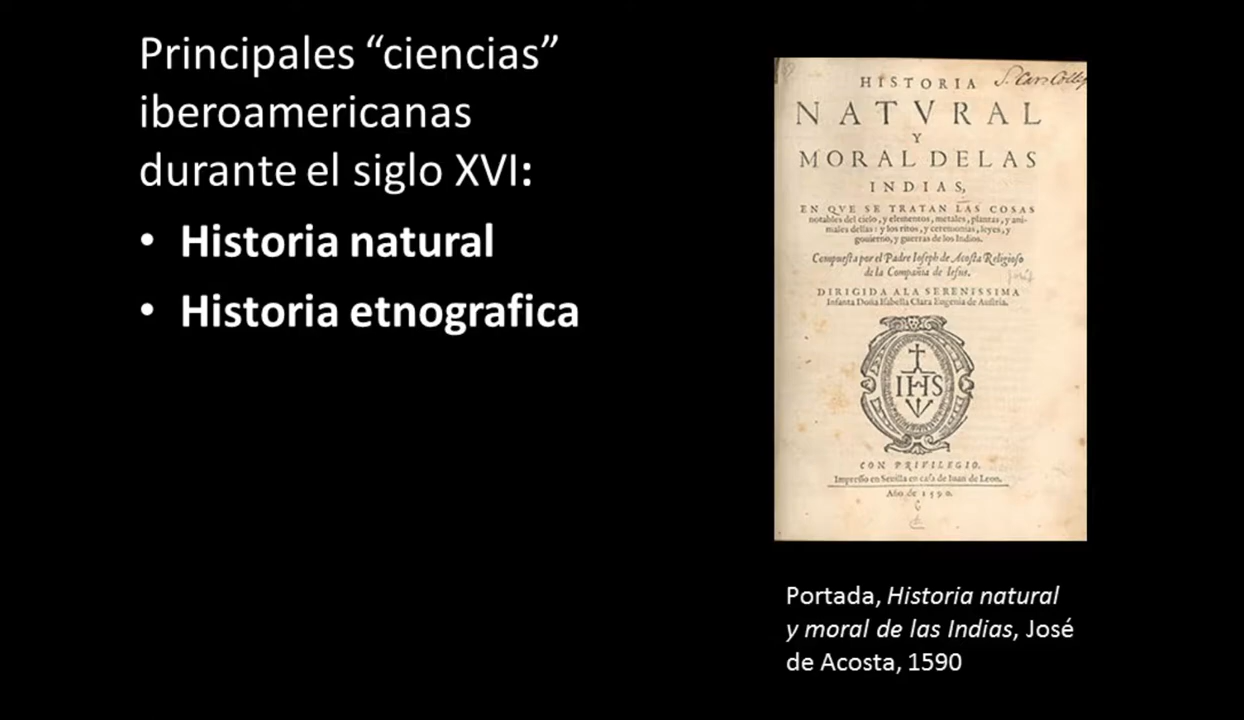 Principales “ciencias”
iberoamericanas
durante el siglo XVI:
• Historia natural
• Historia etnografica
HISTORIA
NATVRAL
Y
MORAL DELAS
INDIAS,
EN QVE SE TRATAN LAS COSAS
notables del cielo, y elementos, metales, plantas, y ani-
males dellas: y los ritos, y ceremonias, leyes, y
gouierno, y guerras de los Indios.
Compuesta por el Padre Ioseph de Acosta Religioso
de la Compañia de Iesus.
DIRIGIDA ALA SERENISSIMA
Infanta Doña Isabella Clara Eugenia de Austria.
IHS
CON PRIVILEGIO.
Impresso en Seuilla en casa de Iuan de Leon.
Año de 1590.
Portada, Historia natural
y moral de las Indias, José
de Acosta, 1590